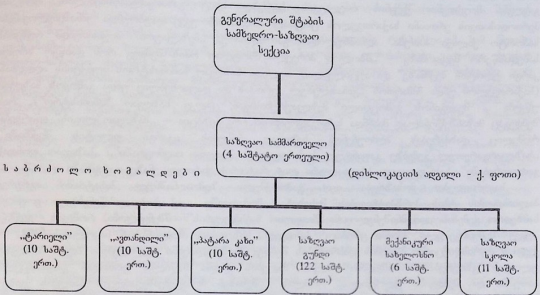 გენერალური შტაბის
სამხედრო-საზღვაო
სექცია
საზღვაო სამმართველო
(4 საშტატო ერთეული)
საბრძოლო ხომალდები
(დისლოკაციის ადგილი - ქ. ფოთი)
„ტარიელი"
(10 საშტ.
ერთ.)
„ავთანდილი"
(10 საშტ.
ერთ.)
„პატარა კახი"
(10 საშტ.
ერთ.)
საზღვაო
გუნდი
(122 საშტ.
ერთ.)
მექანიკური
სახელოსნო
(6 საშტ.
ერთ.)
საზღვაო
სკოლა
(11 საშტ.
ერთ.)